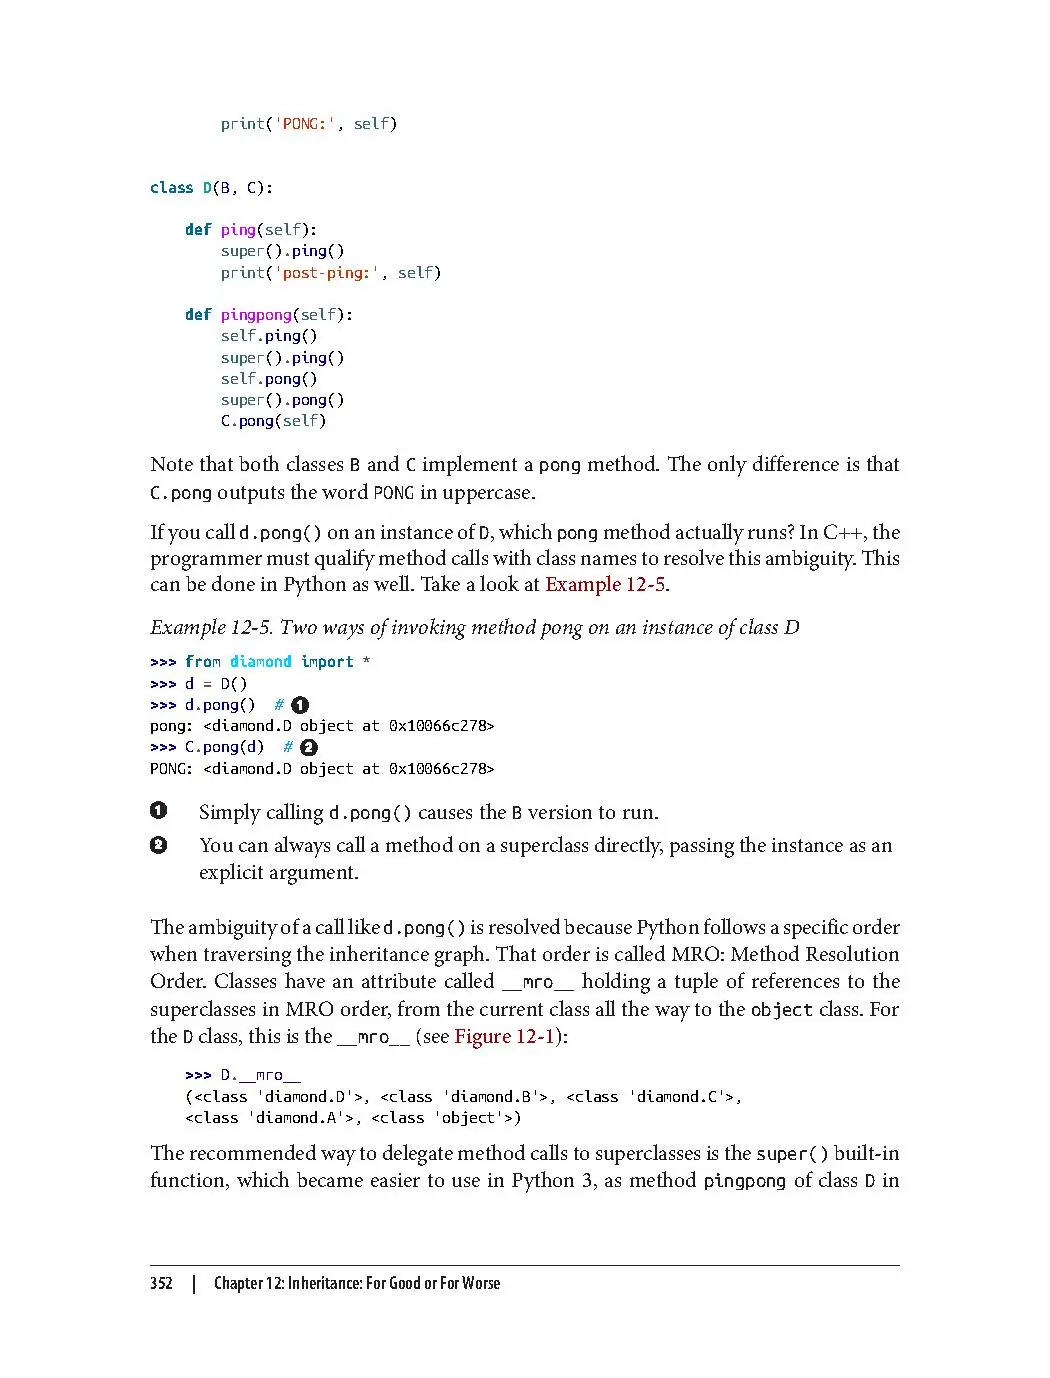 print('PONG:', self)
class D(B, C):
def ping(self):
super().ping()
print('post-ping:', self)
def pingpong(self):
self.ping()
super().ping()
self.pong()
super().pong()
C.pong(self)
Note that both classes B and C implement a pong method. The only difference is that
C.pong outputs the word PONG in uppercase.
If you call d.pong() on an instance of D, which pong method actually runs? In C++, the
programmer must qualify method calls with class names to resolve this ambiguity. This
can be done in Python as well. Take a look at Example 12-5.
Example 12-5. Two ways of invoking method pong on an instance of class D
>>> from diamond import *
>>> d = D()
>>> d.pong()  # ❶
pong: <diamond.D object at 0x10066c278>
>>> C.pong(d)  # ❷
PONG: <diamond.D object at 0x10066c278>
❶ Simply calling d.pong() causes the B version to run.
❷ You can always call a method on a superclass directly, passing the instance as an
explicit argument.
The ambiguity of a call like d.pong() is resolved because Python follows a specific order
when traversing the inheritance graph. That order is called MRO: Method Resolution
Order. Classes have an attribute called __mro__ holding a tuple of references to the
superclasses in MRO order, from the current class all the way to the object class. For
the D class, this is the __mro__ (see Figure 12-1):
>>> D.__mro__
(<class 'diamond.D'>, <class 'diamond.B'>, <class 'diamond.C'>,
<class 'diamond.A'>, <class 'object'>)
The recommended way to delegate method calls to superclasses is the super() built-in
function, which became easier to use in Python 3, as method pingpong of class D in
352 | Chapter 12: Inheritance: For Good or For Worse